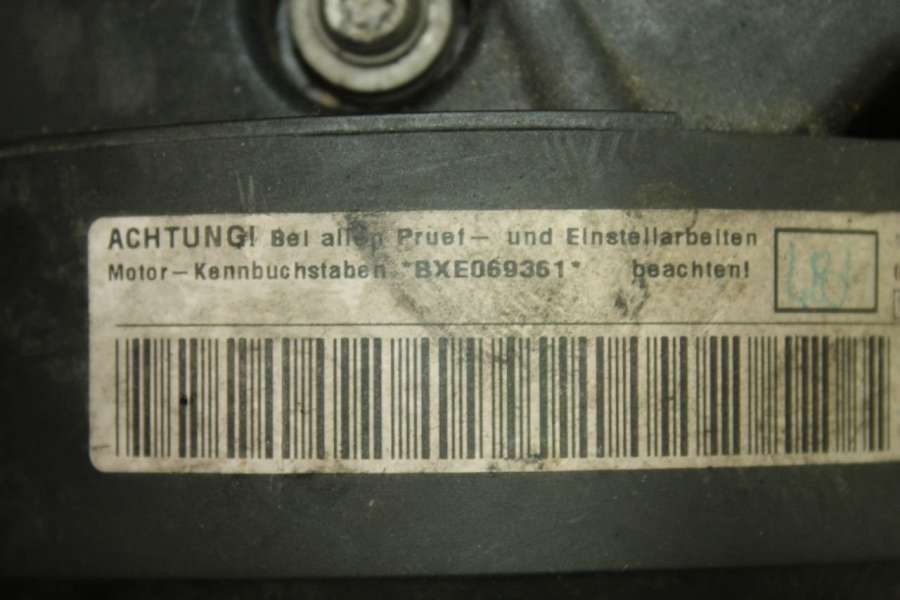 ACHTUNG! Bei allen Pruef- und Einstellarbeiten
Motor-Kennbuchstaben *BXE069361* beachten!